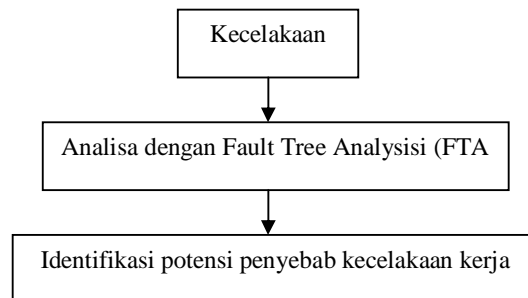 Kecelakaan
Analisa dengan Fault Tree Analysisi (FTA
Identifikasi potensi penyebab kecelakaan kerja